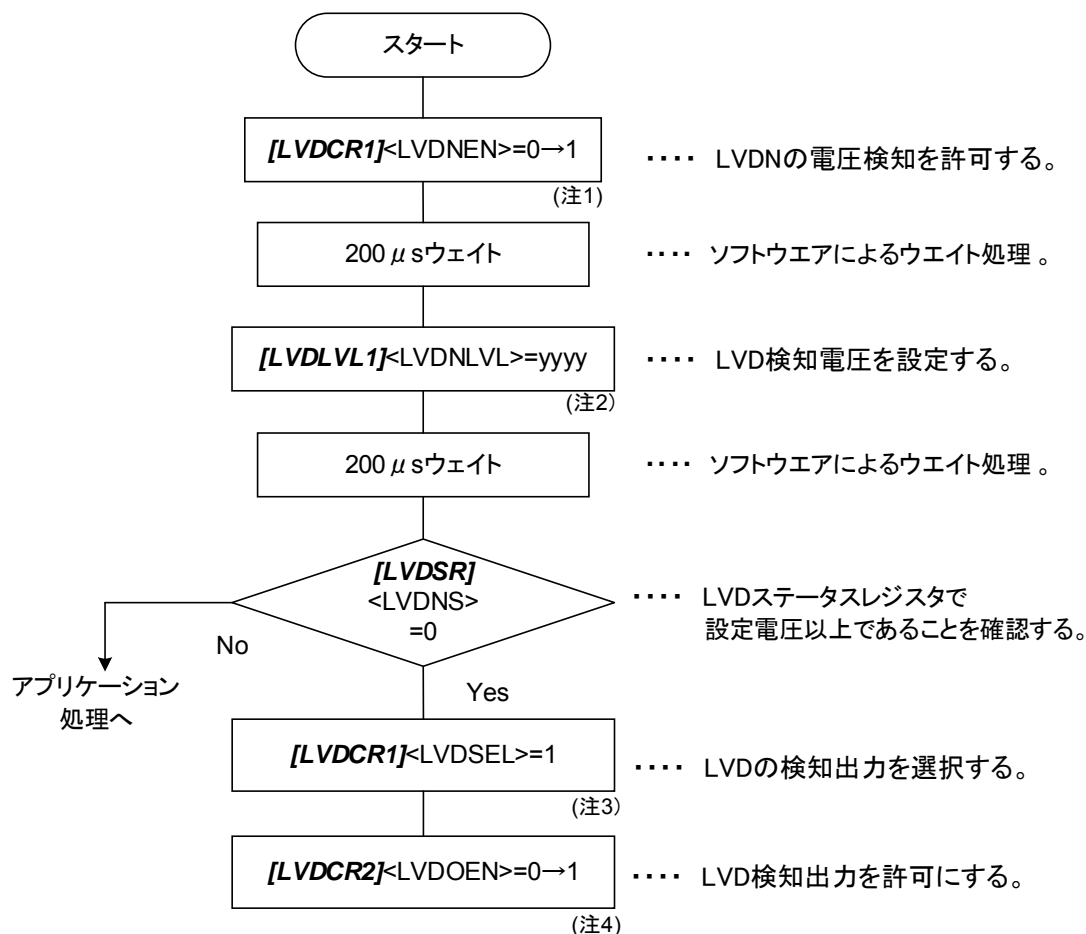 スタート
[LVDCR1]<LVDNEN>=0→1
(注1)
････ LVDNの電圧検知を許可する。
200μsウェイト
････ ソフトウエアによるウエイト処理 。
[LVDLVL1]<LVDNLVL>=yyyy
(注2)
････ LVD検知電圧を設定する。
200μsウェイト
････ ソフトウエアによるウエイト処理 。
[LVDSR]
<LVDNS>
=0
････ LVDステータスレジスタで
設定電圧以上であることを確認する。
No
アプリケーション
処理へ
Yes
[LVDCR1]<LVDSEL>=1
(注3)
････ LVDの検知出力を選択する。
[LVDCR2]<LVDOEN>=0→1
(注4)
････ LVD検知出力を許可にする。